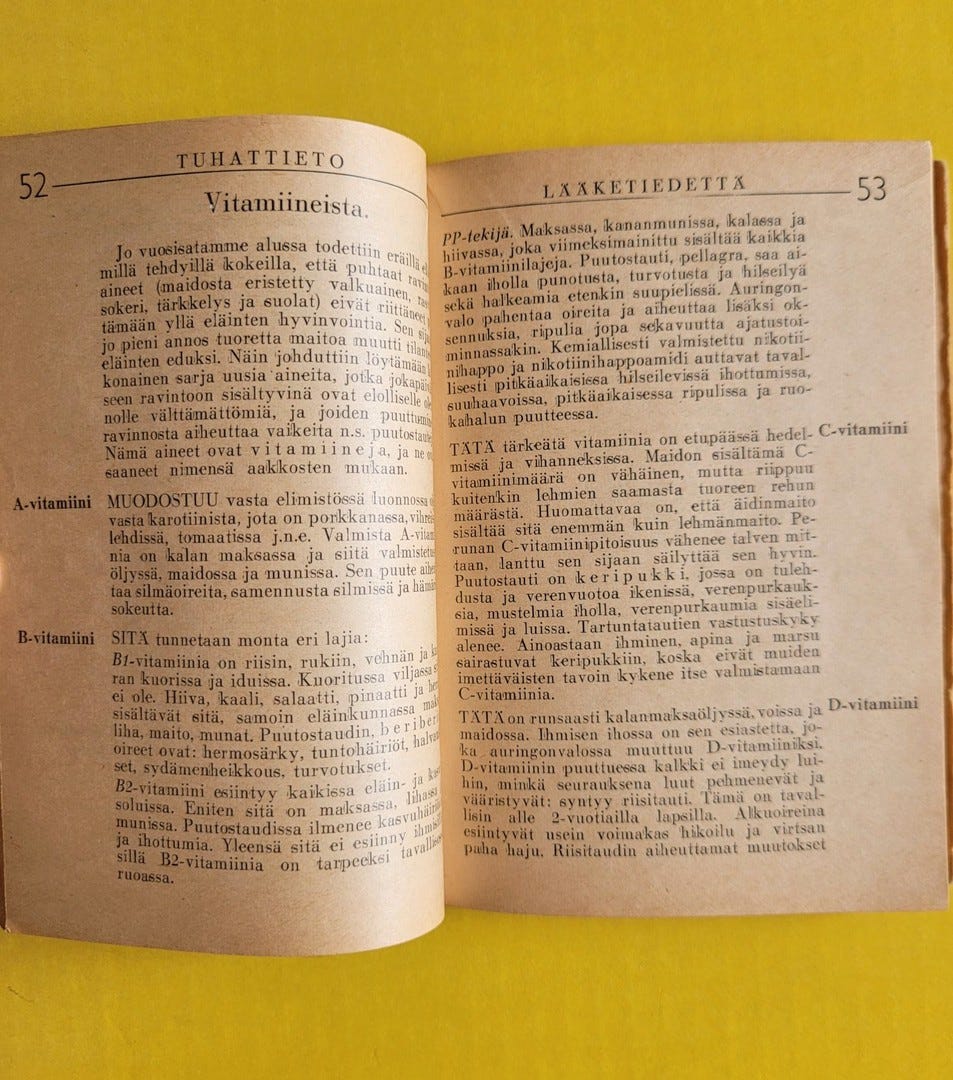 52
TUHATTIETO
Vitamiineista.
Jo vuosisatamme alussa todettiin eräillä
millä tehdyillä kokeilla, että puhtaat
aineet (maidosta eristetty valkuainen,
sokeri, tärkkelys ja suolat) eivät riittäneet
tämään yllä eläinten hyvinvointia. Sen
jo pieni annos tuoretta maitoa muutti
eläinten eduksi. Näin johduttiin löytämään
konainen sarja uusia aineita, jotka
seen ravintoon sisältyvinä ovat elolliselle
nolle välttämättömiä, ja joiden
ravinnosta aiheuttaa vaikeita n.s.
Nämä aineet ovat vitamiineja, ja ne
saaneet nimensä aakkosten mukaan.
A-vitamiini MUODOSTUU vasta elimistössä luonnossa
vasta karotiinista, jota on porkkanassa,
lehdissä, tomaatissa j.n.e. Valmista
nia on kalan maksassa ja siitä
öljyssä, maidossa ja munissa. Sen puute
taa silmäoireita, samennusta silmissä ja
sokeutta.
B-vitamiini SITÄ tunnetaan monta eri lajia:
B1-vitamiinia on riisin, rukiin, vehnän ja
ran kuorissa ja iduissa. Kuoritussa viljassa
ei ole. Hiiva, kaali, salaatti, pinaatti ja
sisältävät sitä, samoin eläinkunnassa
liha, maito, munat. Puutostaudin,
oireet ovat: hermosärky, tuntohäiriöt,
set, sydämenheikkous, turvotukset.
B2-vitamiini esiintyy kaikissa eläin- ja
soluissa. Eniten sitä on maksassa, lihassa
munissa. Puutostaudissa ilmenee
ja ihottumia. Yleensä sitä ei esiinny
sillä B2-vitamiinia on tarpeeksi
ruoassa.
LÄÄKETIEDETTÄ
53
PP-tekijä. Maksassa, kananmunissa, kalassa ja
hiivassa, joka viimeksimainittu sisältää kaikkia
B-vitamiinilajeja. Puutostauti, pellagra, saa ai-
kaan iholla punotusta, turvotusta ja hilseilyä
sekä halkeamia etenkin suupielissä. Auringon-
valo pahentaa oireita ja aiheuttaa lisäksi ok-
sennuksia, ripulia jopa sekavuutta ajatustoi-
minnassakin. Kemiallisesti valmistettu nikotii-
nihappo ja nikotiinihappoamidi auttavat taval-
lisesti pitkäaikaisissa hilseilevissä ihottumissa,
suuhaavoissa, pitkäaikaisessa ripulissa ja ruo-
kahalun puutteessa.
TÄTÄ tärkeätä vitamiinia on etupäässä hedel- C-vitamiini
missä ja vihanneksissa. Maidon sisältämä C-
vitamiinimäärä on vähäinen, mutta riippuu
kuitenkin lehmien saamasta tuoreen rehun
määrästä. Huomattavaa on, että äidinmaito
sisältää sitä enemmän kuin lehmänmaito. Pe-
runan C-vitamiinipitoisuus vähenee talven mit-
taan, lanttu sen sijaan säilyttää sen hyvin.
Puutostauti on keripukki, jossa on tuleh-
dusta ja verenvuotoa ikenissä, verenpurkauk-
sia, mustelmia iholla, verenpurkaumia sisäeli-
missä ja luissa. Tartuntatautien vastustuskyky
alenee. Ainoastaan ihminen, apina ja marsu
sairastuvat keripukkiin, koska eivät muiden
imettäväisten tavoin kykene itse valmistamaan
C-vitamiinia.
TÄTÄ on runsaasti kalanmaksaöljyssä, voissa ja D-vitamiini
maidossa. Ihmisen ihossa on sen esiastetta, jo-
ka auringonvalossa muuttuu D-vitamiiniksi.
D-vitamiinin puuttuessa kalkki ei imeydy lui-
hin, minkä seurauksena luut pehmenevät ja
vääristyvät: syntyy riisitauti. Tämä on taval-
lisin alle 2-vuotiailla lapsilla. Alkuoireina
esiintyvät usein voimakas hikoilu ja virtsan
paha haju. Riisitaudin aiheuttamat muutokset